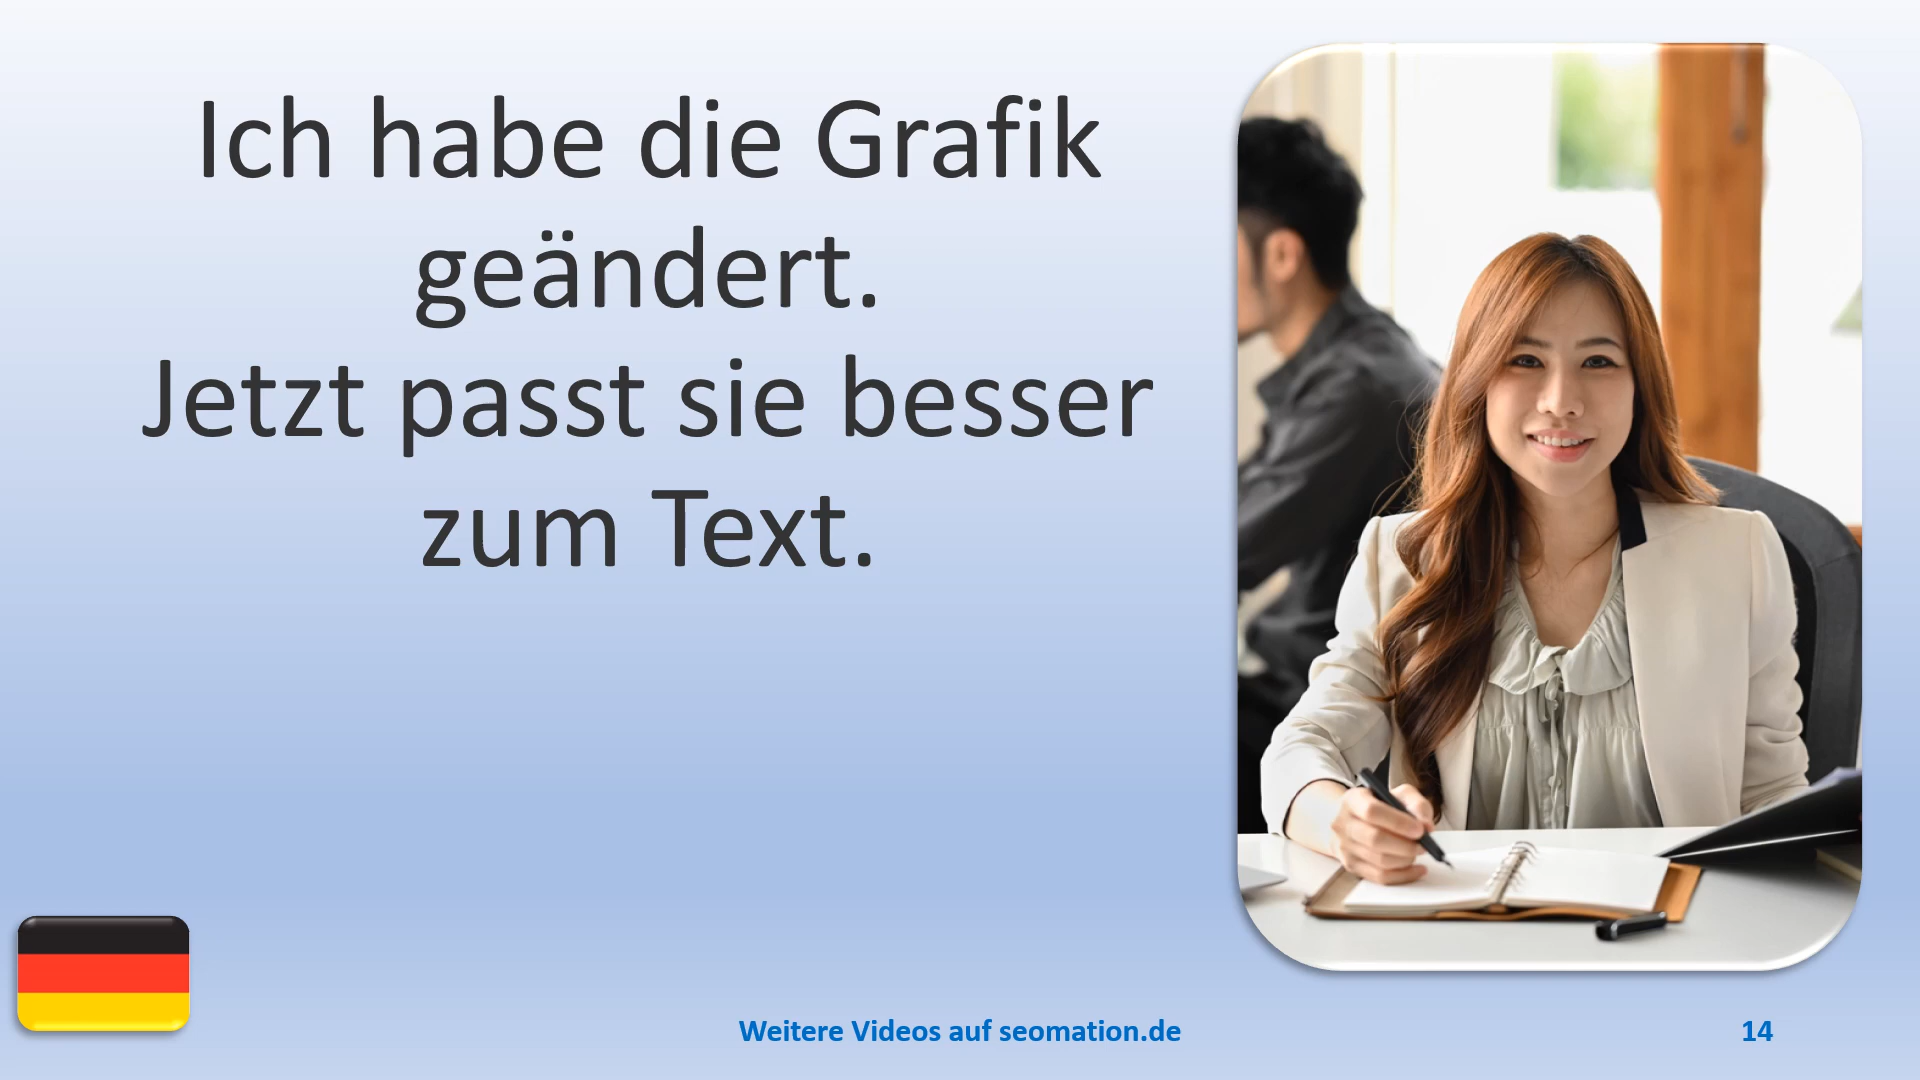 Ich habe die Grafik
geändert.
Jetzt passt sie besser
zum Text.
Weitere Videos auf seomation.de
14